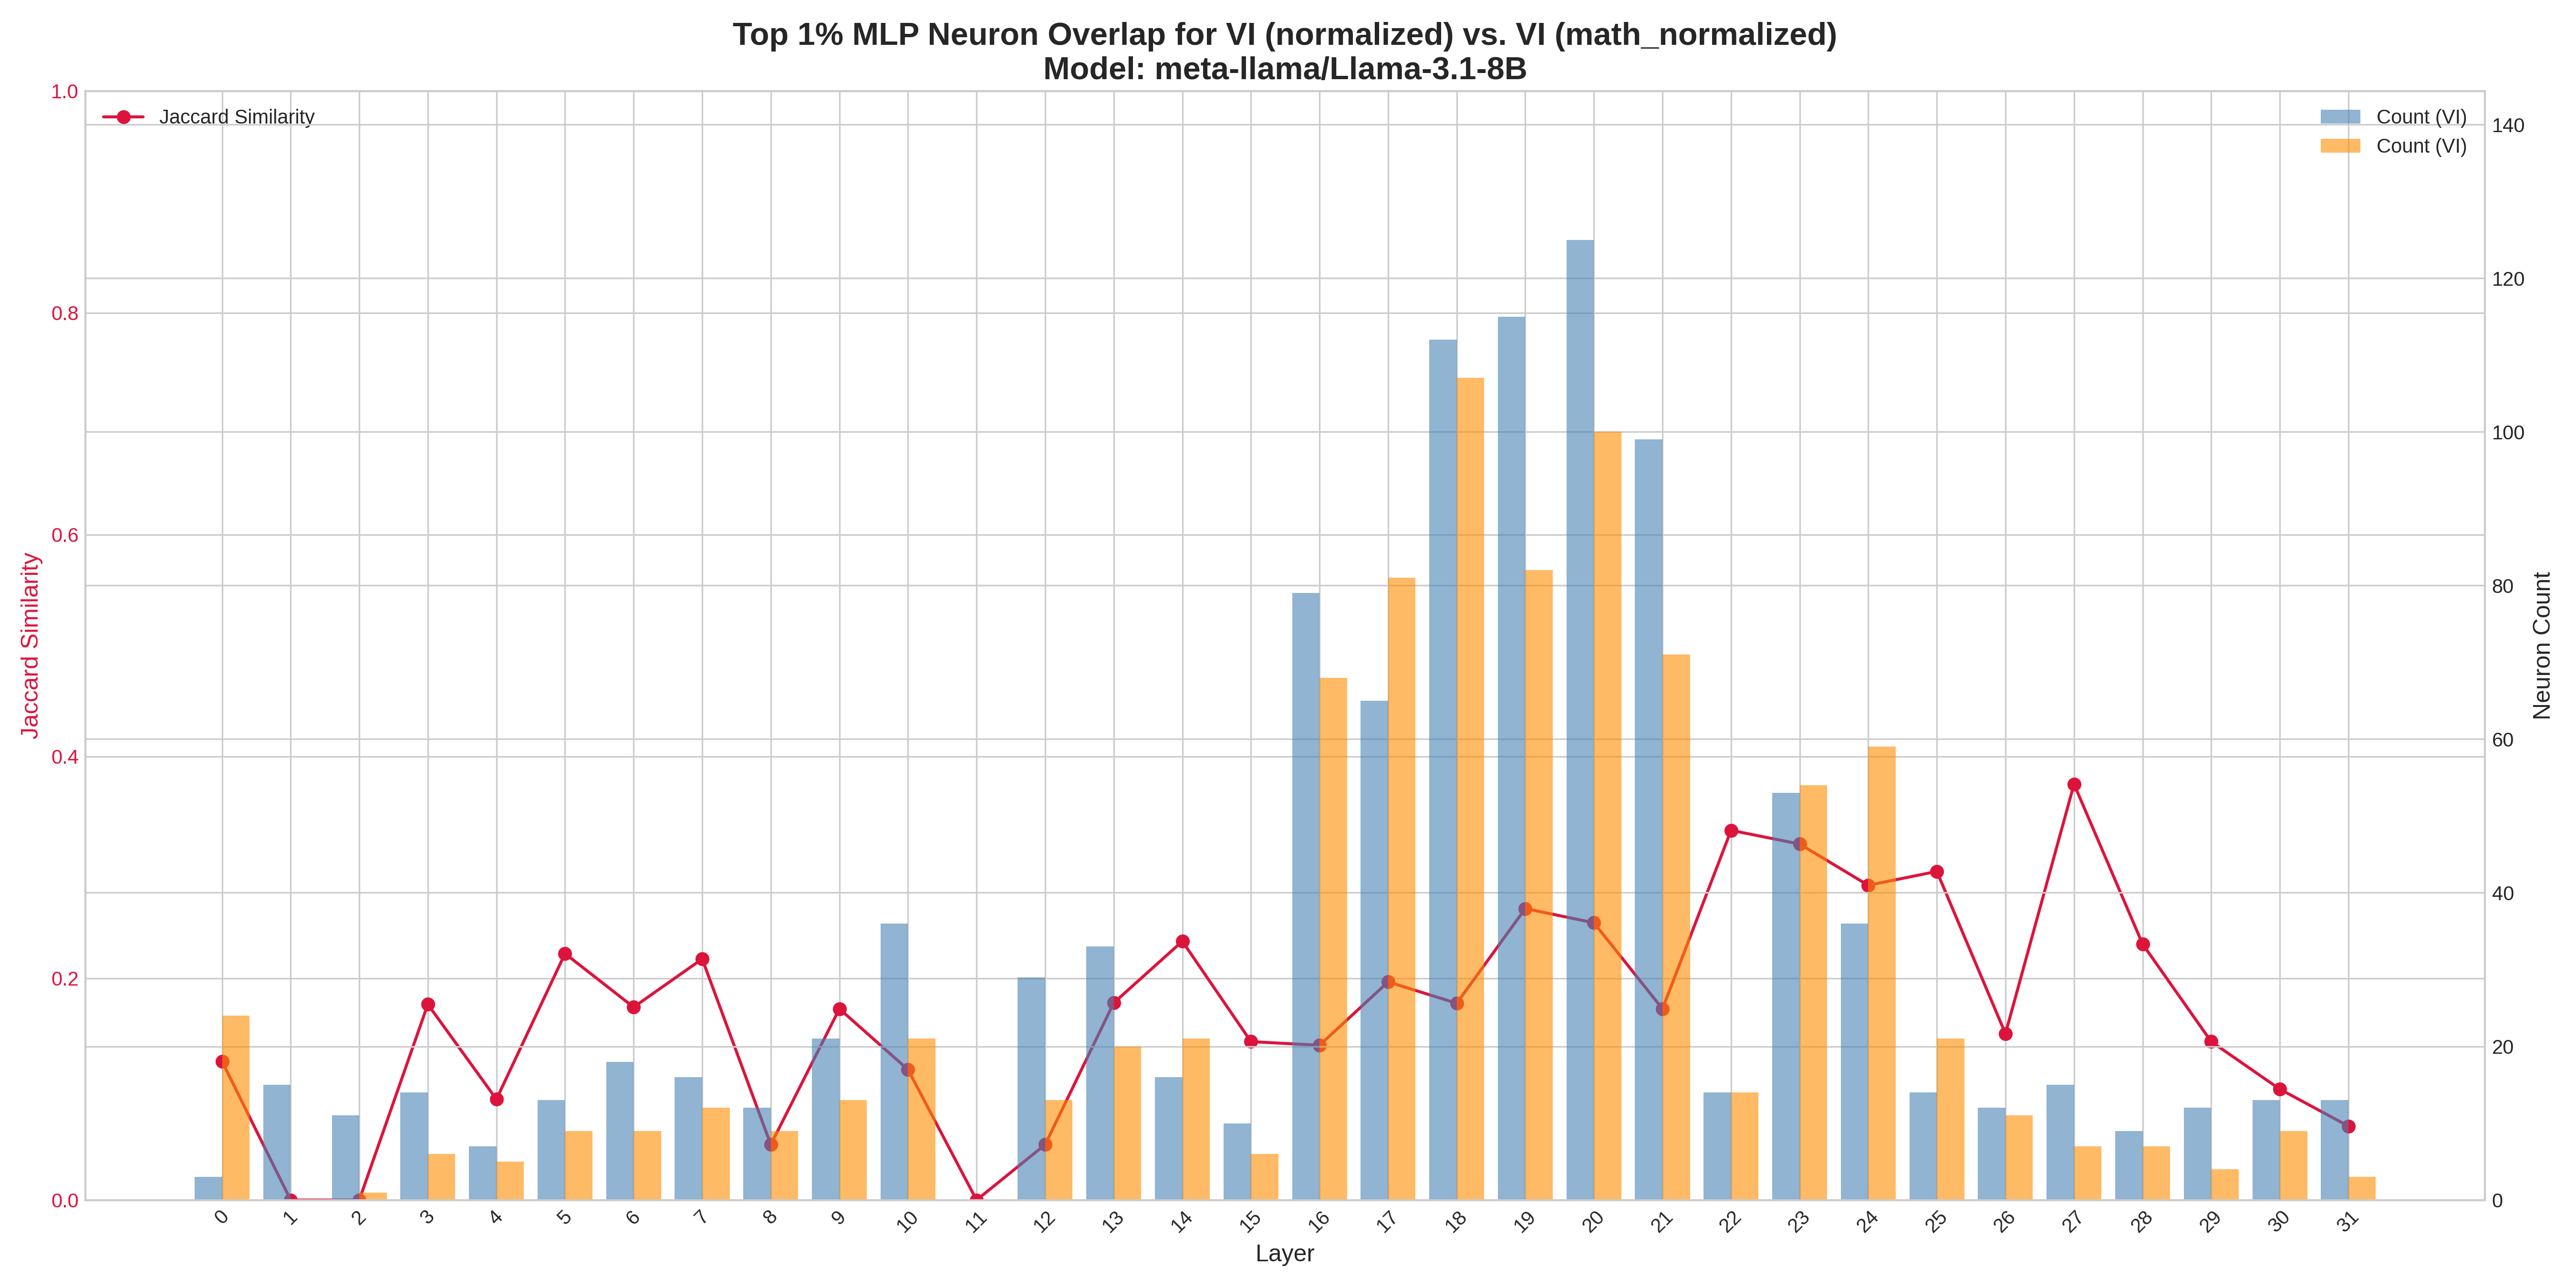 Top 1% MLP Neuron Overlap for VI (normalized) vs. VI (math_normalized)
Model: meta-llama/Llama-3.1-8B
Jaccard Similarity
Count (VI)
Count (VI)
1.0
0.8
0.6
0.4
0.2
0.0
Jaccard Similarity
140
120
100
80
60
40
20
0
Neuron Count
0 1 2 3 4 5 6 7 8 9 10 11 12 13 14 15 16 17 18 19 20 21 22 23 24 25 26 27 28 29 30 31
Layer